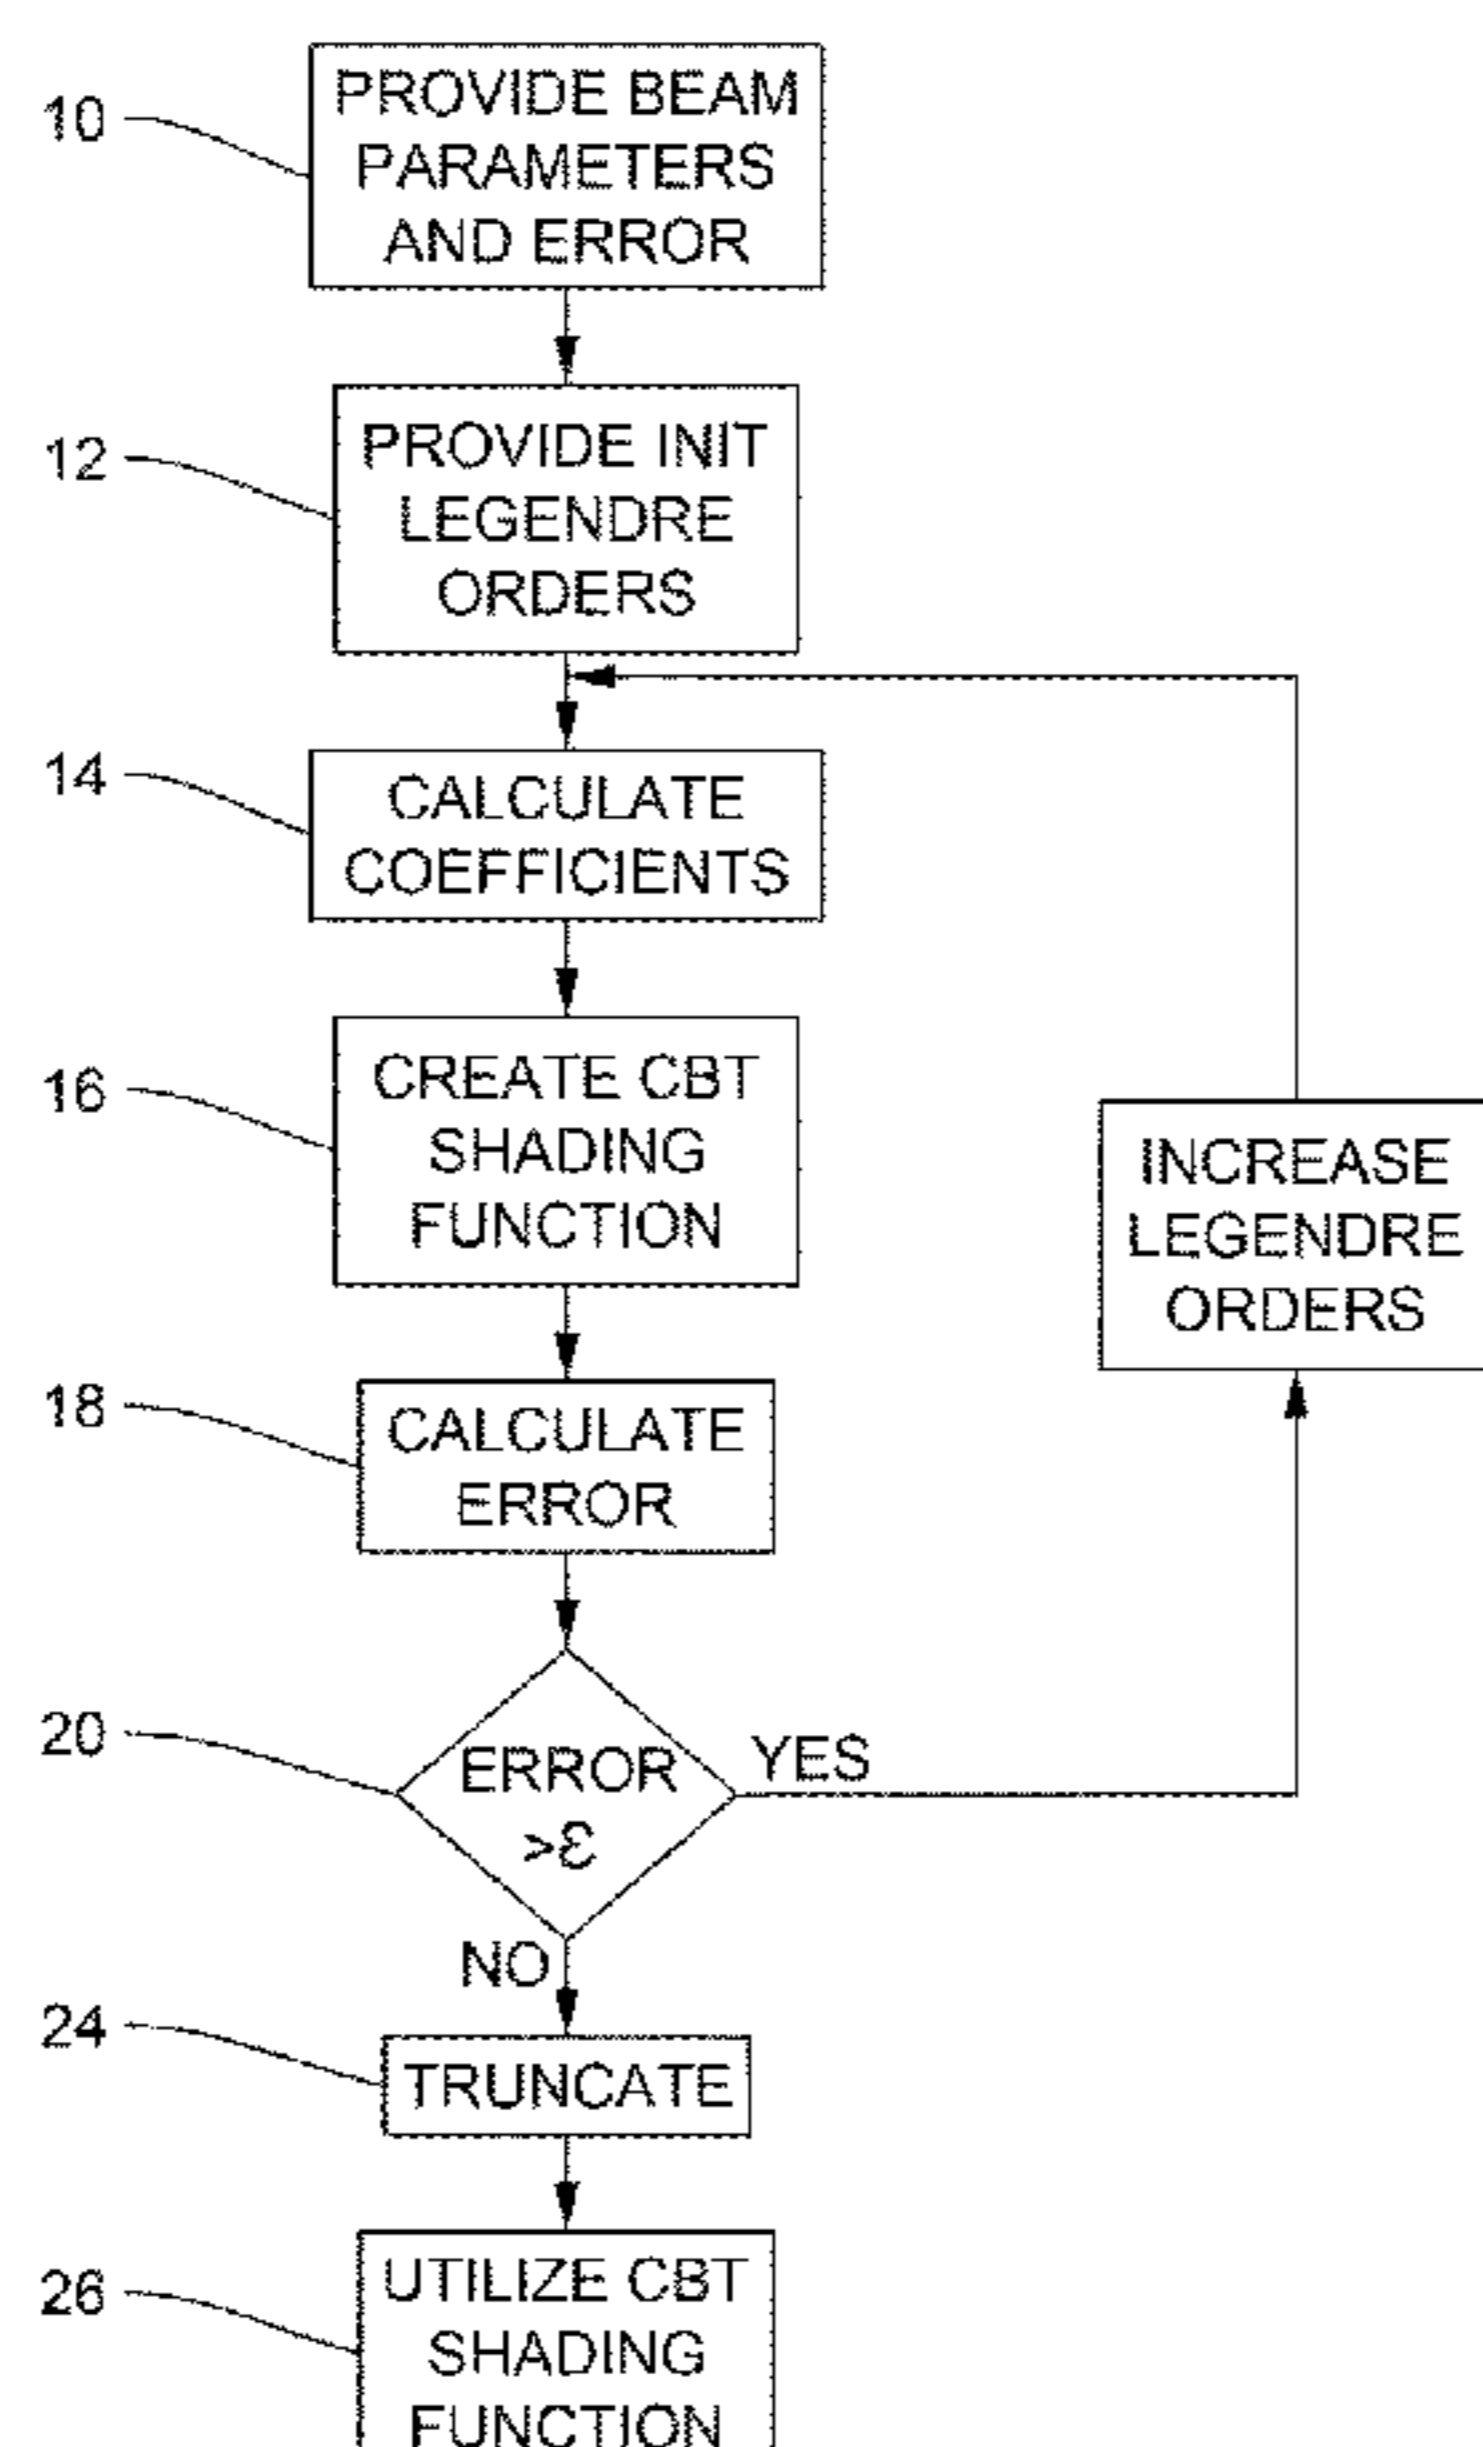 10
PROVIDE BEAM
PARAMETERS
AND ERROR
12
PROVIDE INIT
LEGENDRE
ORDERS
14
CALCULATE
COEFFICIENTS
16
CREATE CBT
SHADING
FUNCTION
INCREASE
LEGENDRE
ORDERS
18
CALCULATE
ERROR
20
ERROR
>Ɛ
YES
NO
24
TRUNCATE
26
UTILIZE CBT
SHADING
FUNCTION